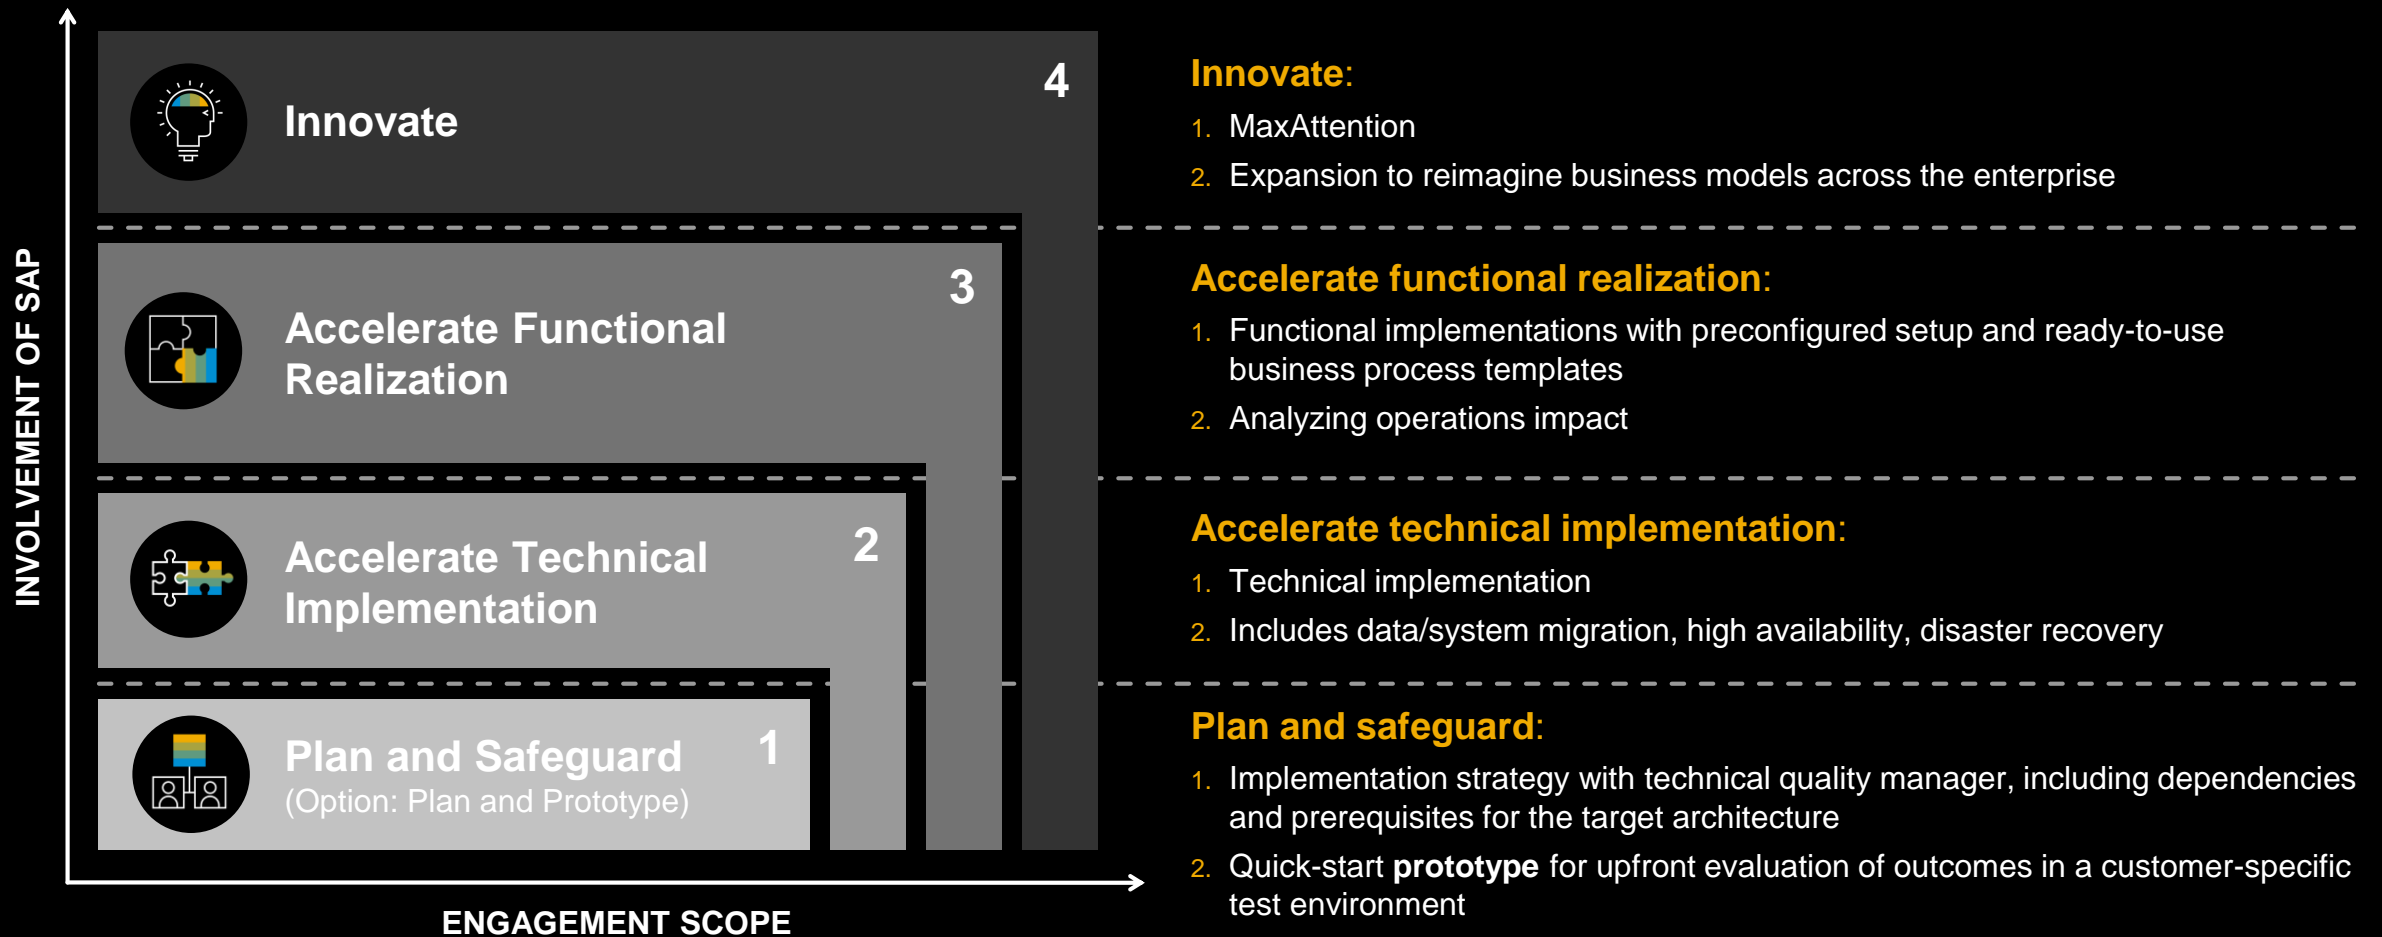 INVOLVEMENT OF SAP
4
Innovate
3
Accelerate Functional
Realization
2
Accelerate Technical
Implementation
1
Plan and Safeguard
(Option: Plan and Prototype)
ENGAGEMENT SCOPE
Innovate:
1. MaxAttention
2. Expansion to reimagine business models across the enterprise
Accelerate functional realization:
1. Functional implementations with preconfigured setup and ready-to-use
business process templates
2. Analyzing operations impact
Accelerate technical implementation:
1. Technical implementation
2. Includes data/system migration, high availability, disaster recovery
Plan and safeguard:
1. Implementation strategy with technical quality manager, including dependencies
and prerequisites for the target architecture
2. Quick-start prototype for upfront evaluation of outcomes in a customer-specific
test environment